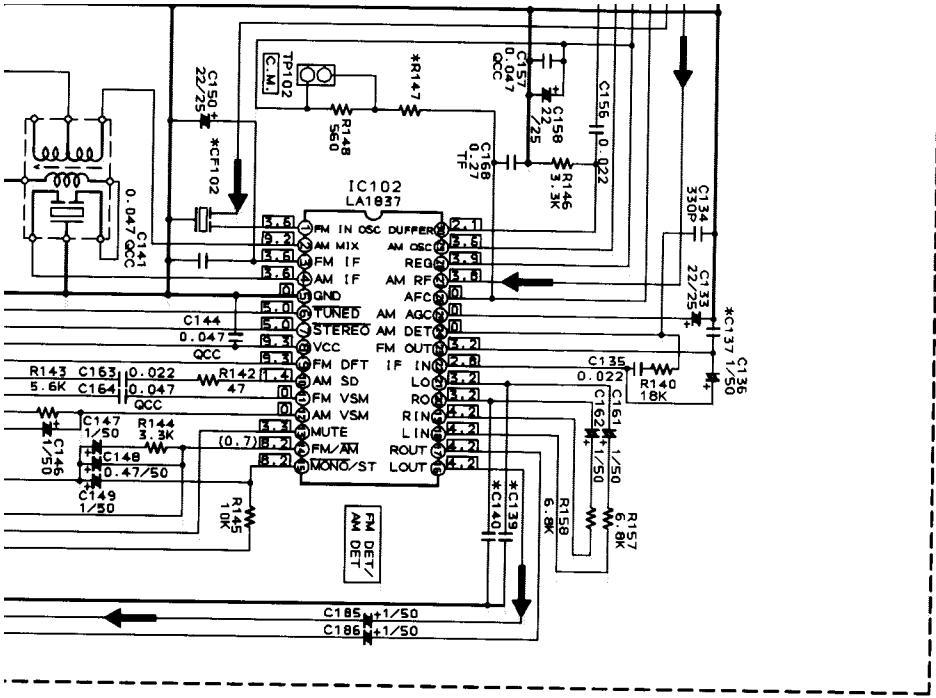 C150
22/25
+
*CF102
TP102
C.M.
*R147
R148
560
C157
0.047
QCC
C158
22
/25
C156
0.022
C168
0.27
TF
R146
3.3K
C134
330P
C133
22/25
*C137
C136
1/50
0.047 QCC
C141
IC102
LA1837
3.6 FM IN OSC DUFFER 2.1
9.2 AM MIX AM OSC 3.6
3.6 FM IF REG 3.9
3.6 AM IF AM RF 3.8
0 GND AFC 0
5.0 TUNED AM AGC 0
5.0 STEREO AM DET 0
9.3 VCC FM OUT 3.2
9.3 FM DFT IF IN 2.8
1.4 AM SD LO 3.2
0 FM VSM RO 3.2
0 AM VSM RIN 4.2
3.3 MUTE LIN 4.2
(0.7) 8.2 FM/AM ROUT 4.2
8.2 MONO/ST LOUT 4.2
C144
0.047
QCC
R143
5.6K
C163 0.022
C164 0.047
QCC
R142
47
C135
0.022
R140
18K
C147
1/50
R144
3.3K
C146
1/50
C148
0.47/50
C149
1/50
R145
10K
FM DET/
AM DET
*C140
*C139
C162
1/50
C161
1/50
R158
6.8K
R157
6.8K
C185 +1/50
C186 +1/50